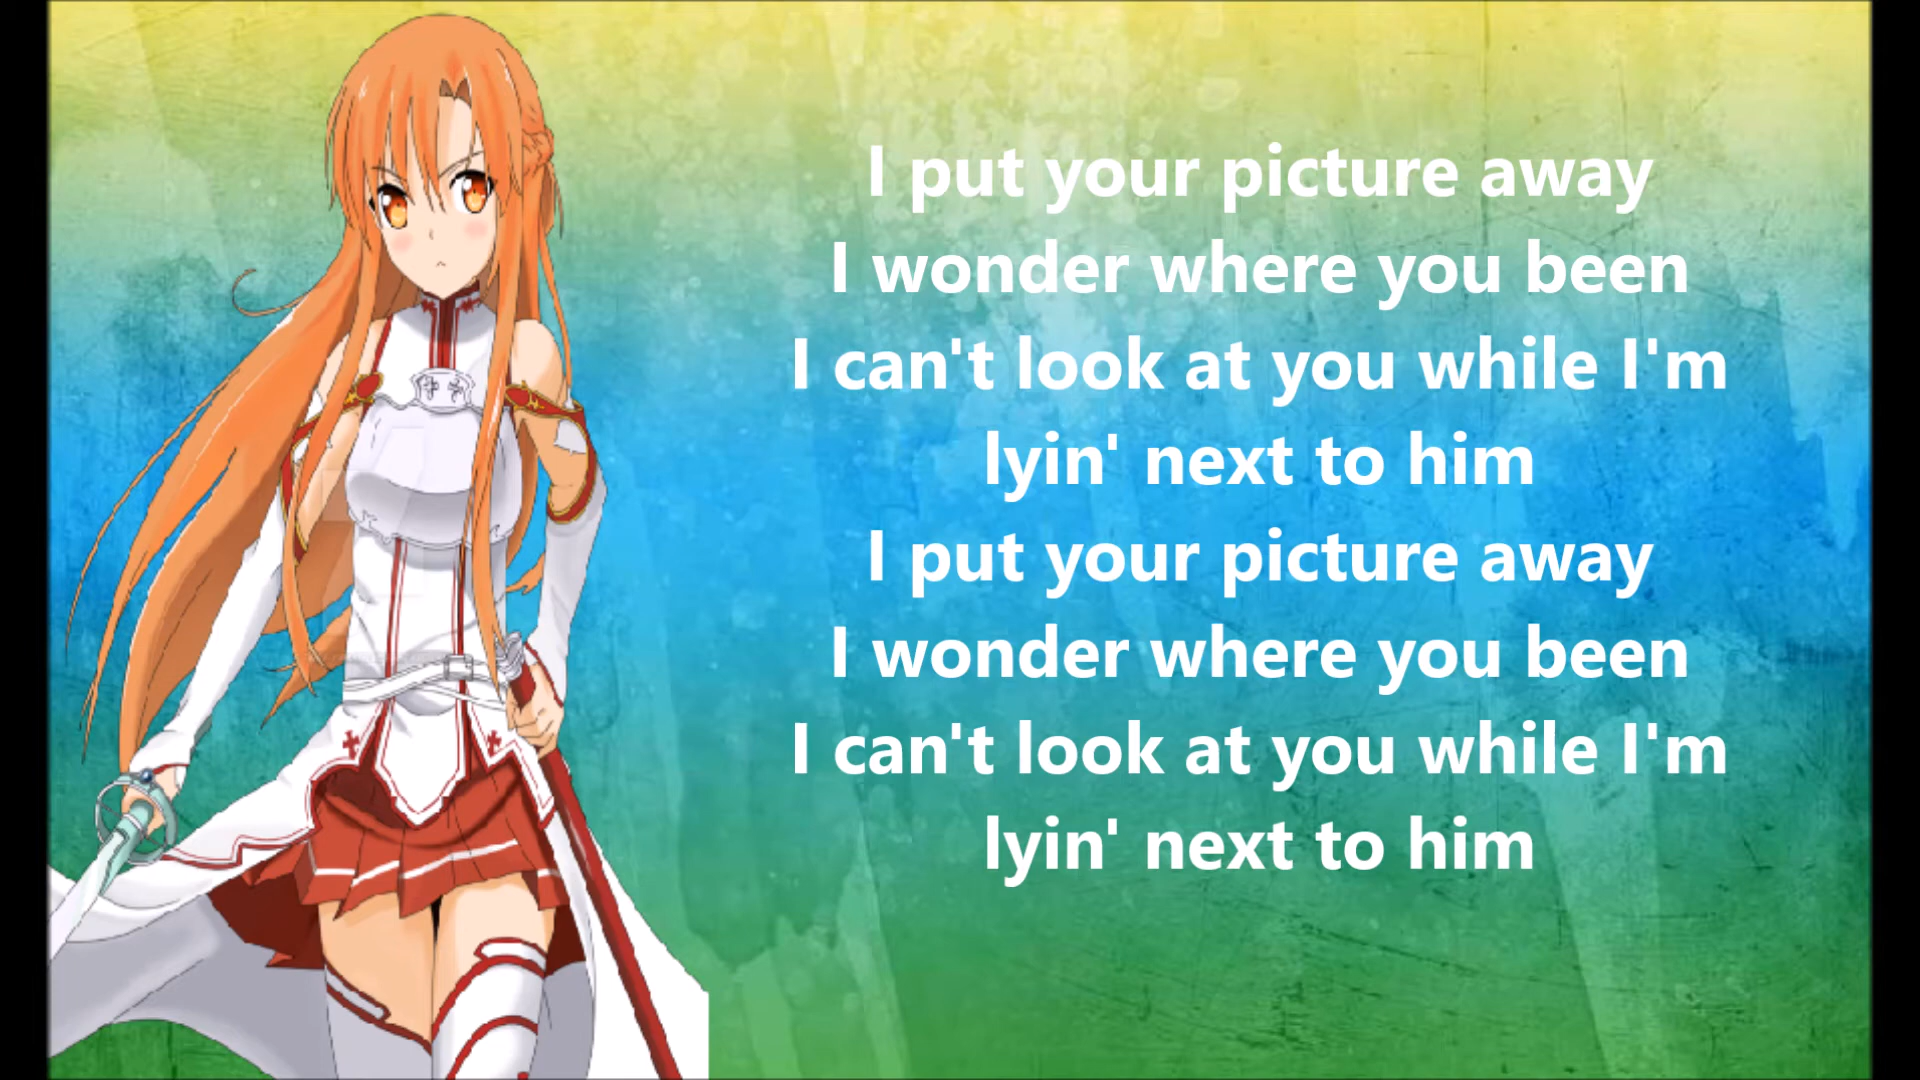 I put your picture away
I wonder where you been
I can't look at you while I'm
lyin' next to him
I put your picture away
I wonder where you been
I can't look at you while I'm
lyin' next to him